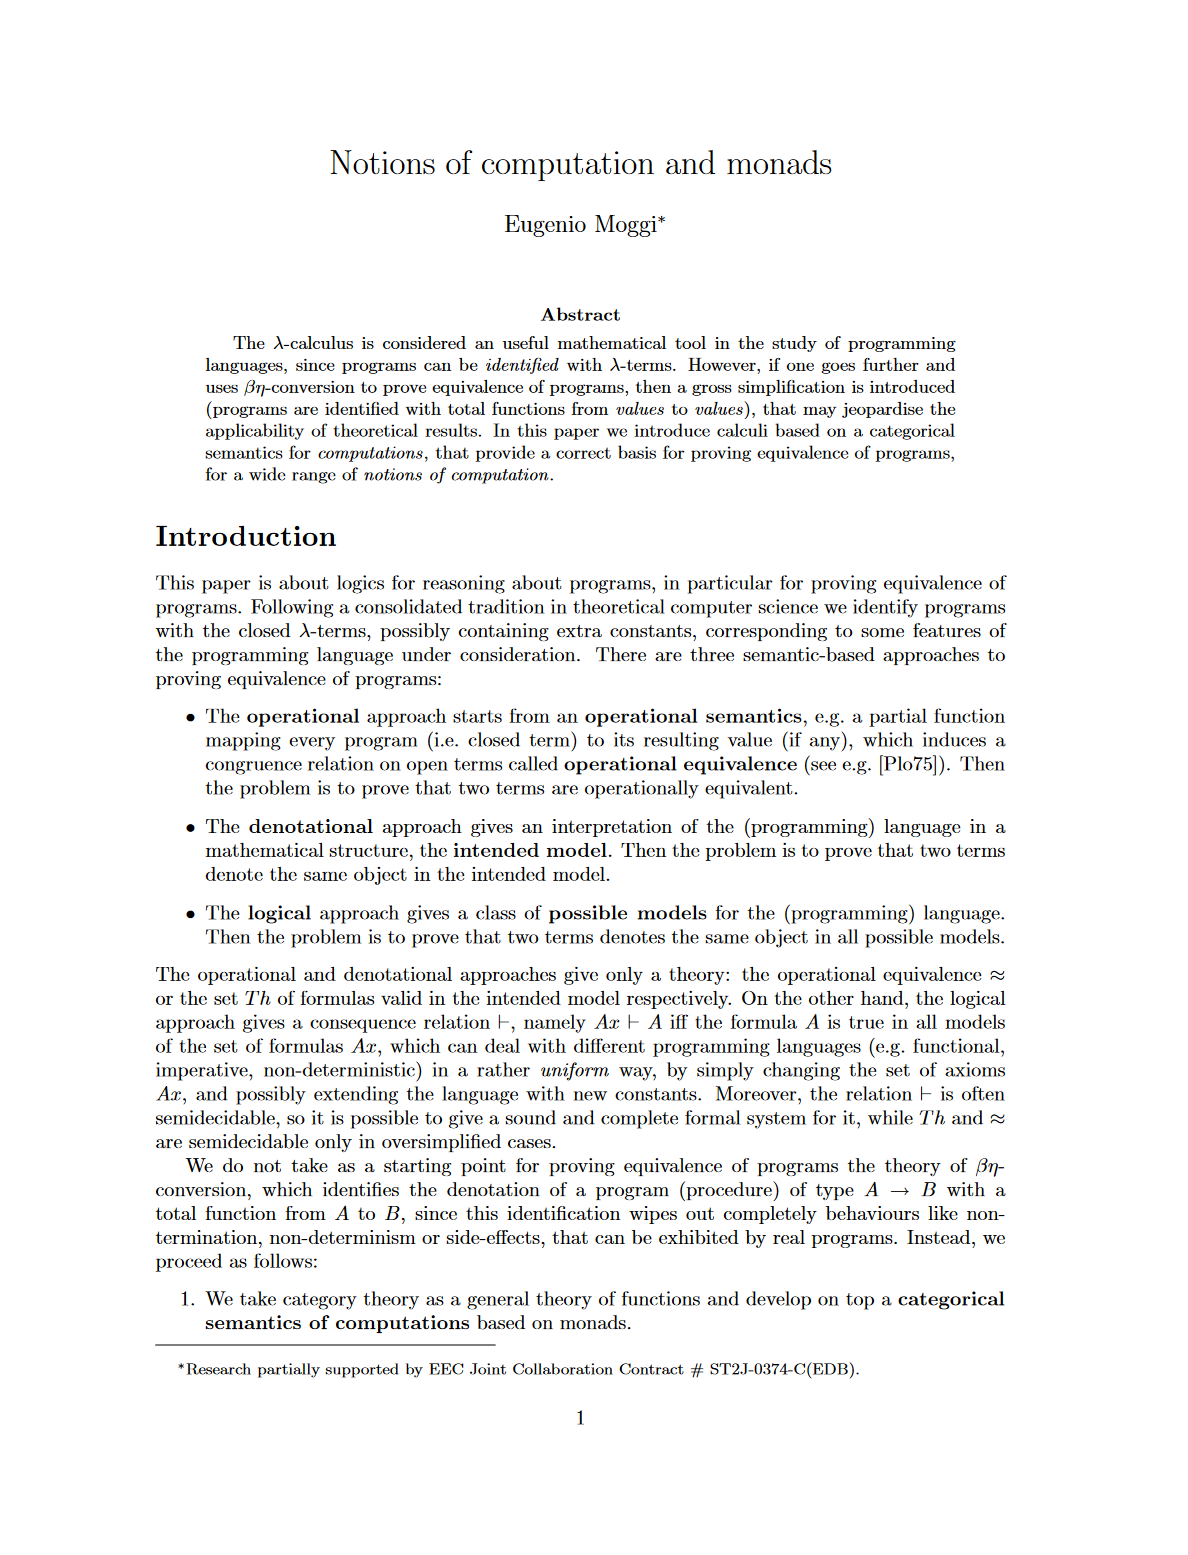 Notions of computation and monads
Eugenio Moggi*
Abstract
The λ-calculus is considered an useful mathematical tool in the study of programming
languages, since programs can be identified with λ-terms. However, if one goes further and
uses βη-conversion to prove equivalence of programs, then a gross simplification is introduced
(programs are identified with total functions from values to values), that may jeopardise the
applicability of theoretical results. In this paper we introduce calculi based on a categorical
semantics for computations, that provide a correct basis for proving equivalence of programs,
for a wide range of notions of computation.
Introduction
This paper is about logics for reasoning about programs, in particular for proving equivalence of
programs. Following a consolidated tradition in theoretical computer science we identify programs
with the closed λ-terms, possibly containing extra constants, corresponding to some features of
the programming language under consideration. There are three semantic-based approaches to
proving equivalence of programs:
• The operational approach starts from an operational semantics, e.g. a partial function
mapping every program (i.e. closed term) to its resulting value (if any), which induces a
congruence relation on open terms called operational equivalence (see e.g. [Plo75]). Then
the problem is to prove that two terms are operationally equivalent.
• The denotational approach gives an interpretation of the (programming) language in a
mathematical structure, the intended model. Then the problem is to prove that two terms
denote the same object in the intended model.
• The logical approach gives a class of possible models for the (programming) language.
Then the problem is to prove that two terms denotes the same object in all possible models.
The operational and denotational approaches give only a theory: the operational equivalence ≈
or the set Th of formulas valid in the intended model respectively. On the other hand, the logical
approach gives a consequence relation ⊢, namely Ax ⊢ A iff the formula A is true in all models
of the set of formulas Ax, which can deal with different programming languages (e.g. functional,
imperative, non-deterministic) in a rather uniform way, by simply changing the set of axioms
Ax, and possibly extending the language with new constants. Moreover, the relation ⊢ is often
semidecidable, so it is possible to give a sound and complete formal system for it, while Th and ≈
are semidecidable only in oversimplified cases.
We do not take as a starting point for proving equivalence of programs the theory of βη-
conversion, which identifies the denotation of a program (procedure) of type A → B with a
total function from A to B, since this identification wipes out completely behaviours like non-
termination, non-determinism or side-effects, that can be exhibited by real programs. Instead, we
proceed as follows:
1. We take category theory as a general theory of functions and develop on top a categorical
semantics of computations based on monads.
*Research partially supported by EEC Joint Collaboration Contract # ST2J-0374-C(EDB).
1